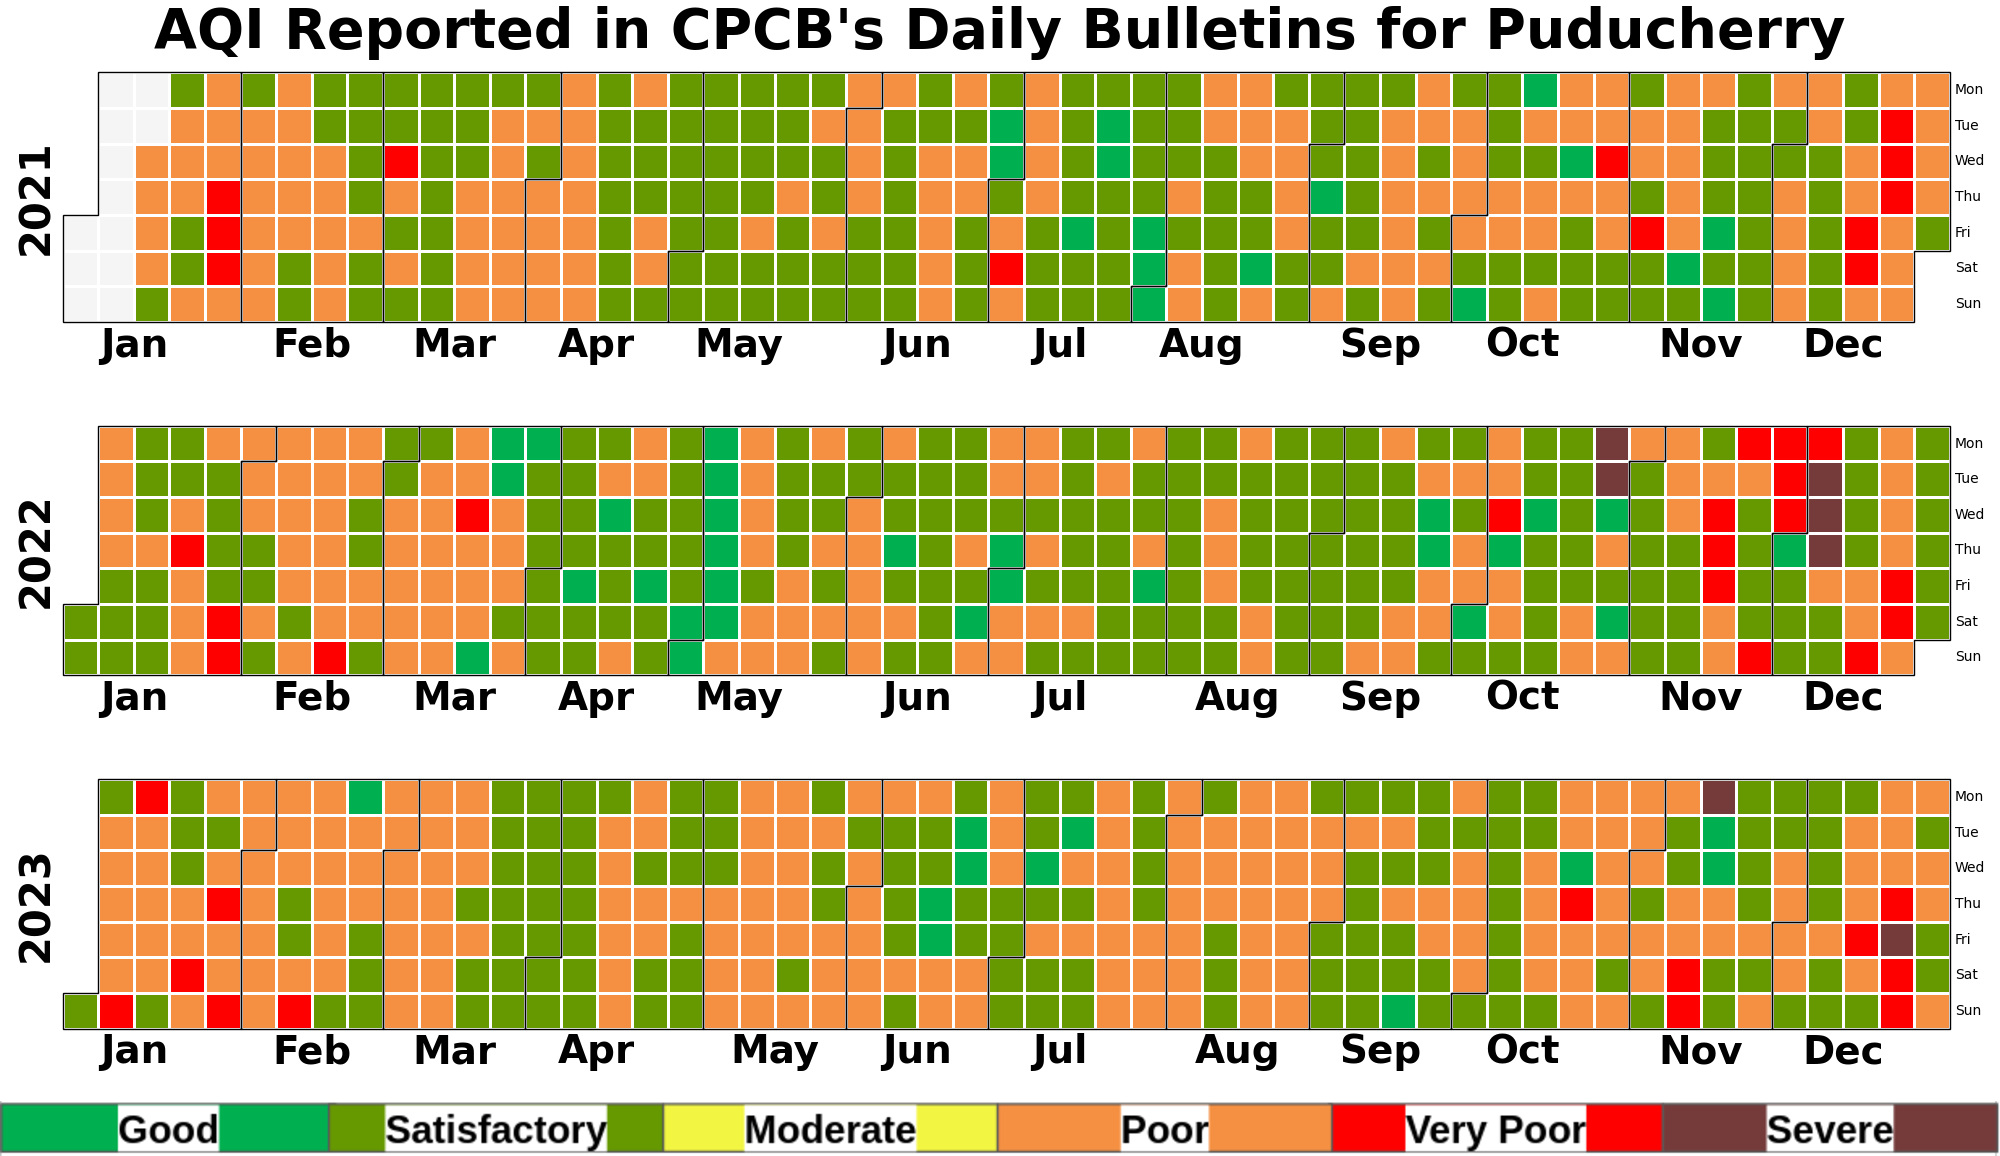 AQI Reported in CPCB's Daily Bulletins for Puducherry
2021
Mon
Tue
Wed
Thu
Fri
Sat
Sun
Jan Feb Mar Apr May Jun Jul Aug Sep Oct Nov Dec
2022
Mon
Tue
Wed
Thu
Fri
Sat
Sun
Jan Feb Mar Apr May Jun Jul Aug Sep Oct Nov Dec
2023
Mon
Tue
Wed
Thu
Fri
Sat
Sun
Jan Feb Mar Apr May Jun Jul Aug Sep Oct Nov Dec
Good Satisfactory Moderate Poor Very Poor Severe